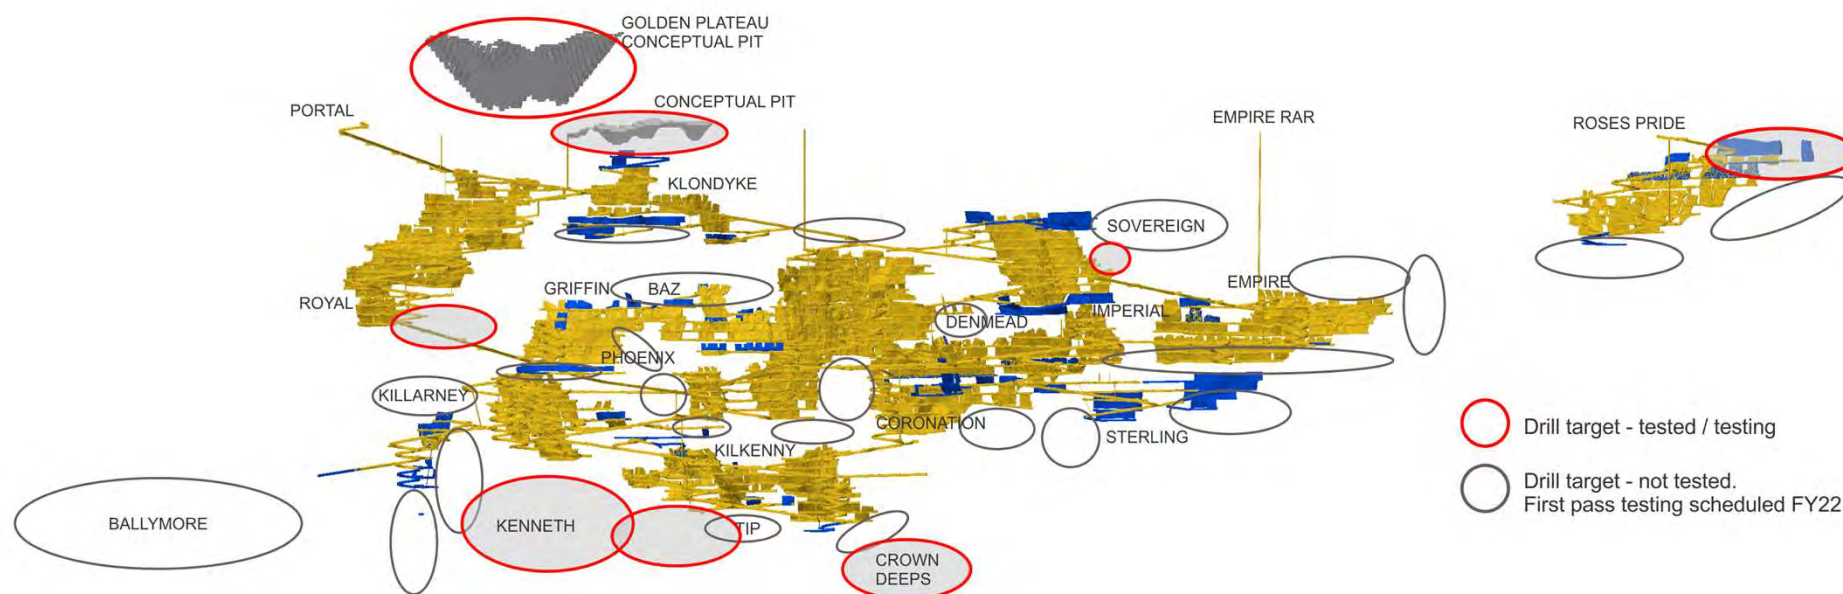 GOLDEN PLATEAU
CONCEPTUAL PIT
PORTAL
CONCEPTUAL PIT
EMPIRE RAR
ROSES PRIDE
KLONDYKE
SOVEREIGN
ROYAL
GRIFFIN
BAZ
EMPIRE
IMPERIAL
DENMEAD
PHOENIX
KILLARNEY
CORONATION
STERLING
KILKENNY
BALLYMORE
KENNETH
TIP
CROWN
DEEPS
Drill target - tested / testing
Drill target - not tested.
First pass testing scheduled FY22